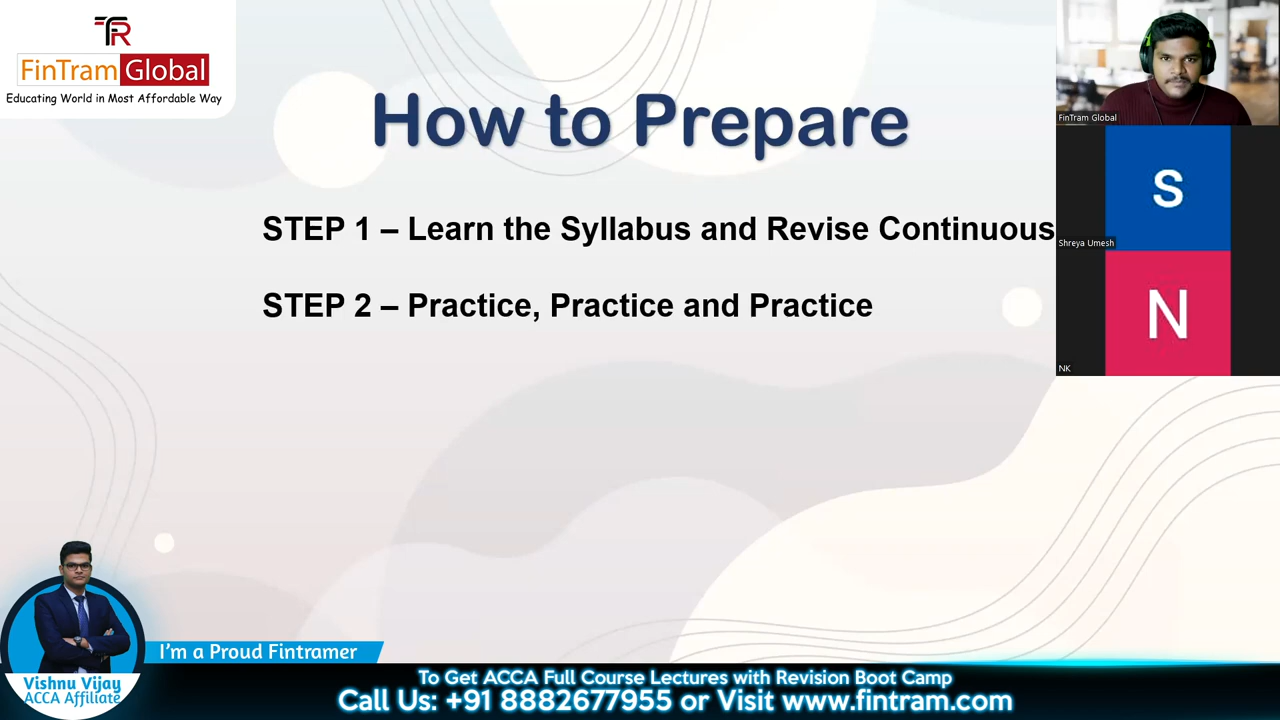 TR
FinTram Global
Educating World in Most Affordable Way
How to Prepare
STEP 1 – Learn the Syllabus and Revise Continuous
STEP 2 – Practice, Practice and Practice
FinTram Global
S
Shreya Umesh
N
NK
I'm a Proud Fintramer
Vishnu Vijay
ACCA Affiliate
To Get ACCA Full Course Lectures with Revision Boot Camp
Call Us: +91 8882677955 or Visit www.fintram.com